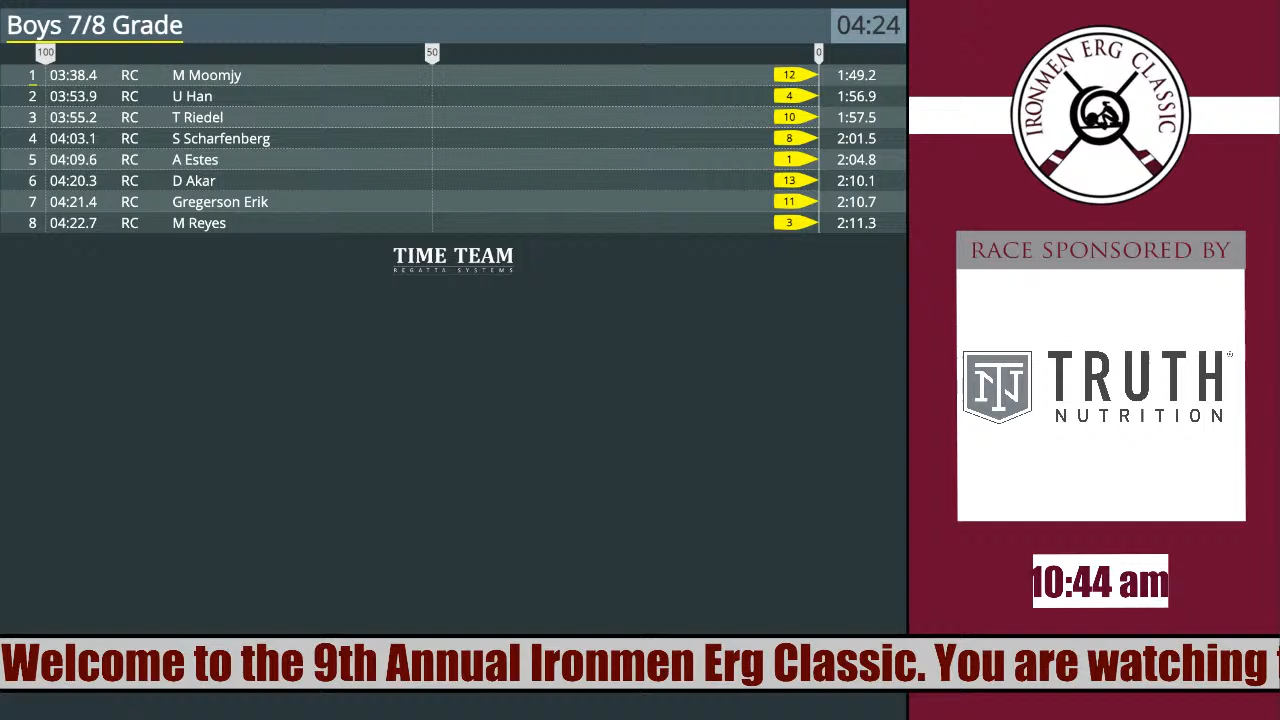 Boys 7/8 Grade 04:24
100 50 0
1 03:38.4 RC M Moomjy 12 1:49.2
2 03:53.9 RC U Han 4 1:56.9
3 03:55.2 RC T Riedel 10 1:57.5
4 04:03.1 RC S Scharfenberg 8 2:01.5
5 04:09.6 RC A Estes 1 2:04.8
6 04:20.3 RC D Akar 13 2:10.1
7 04:21.4 RC Gregerson Erik 11 2:10.7
8 04:22.7 RC M Reyes 3 2:11.3
TIME TEAM
REGATTA SYSTEMS
IRONMEN ERG CLASSIC
RACE SPONSORED BY
TN TRUTH®
NUTRITION
10:44 am
Welcome to the 9th Annual Ironmen Erg Classic. You are watching